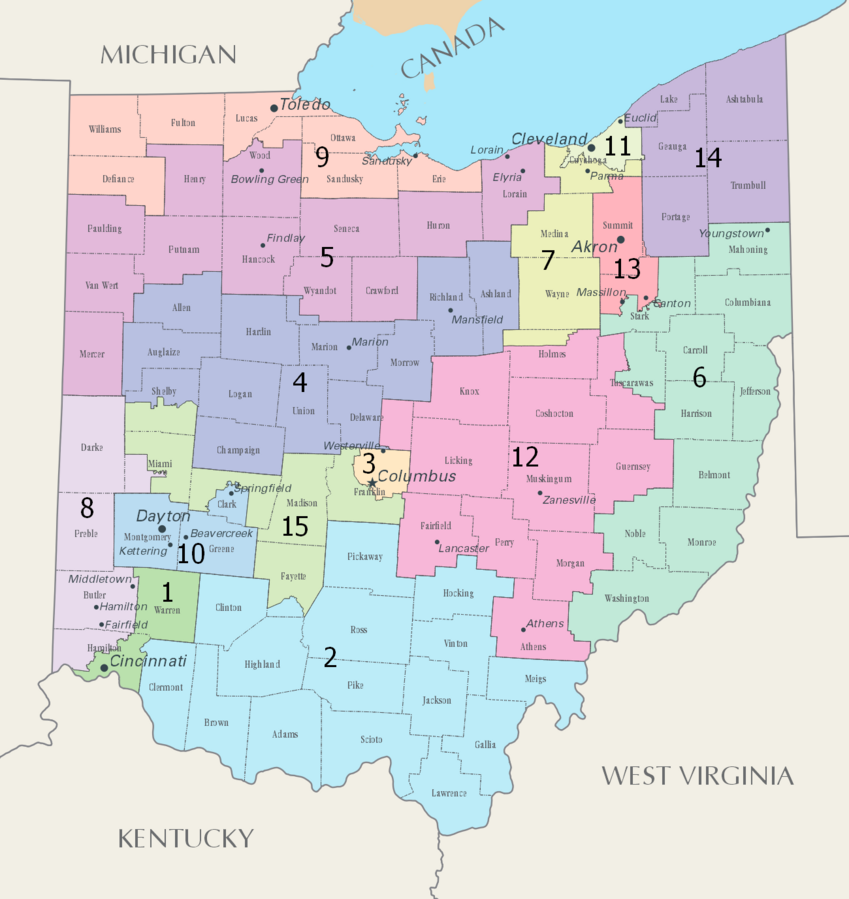 MICHIGAN
CANADA
Toledo
Williams
Fulton
Lucas
Ottawa
9
Wood
Sandusky
Sandusky
Erie
Defiance
Henry
Bowling Green
Lorain
Elyria
Lorain
Cleveland
Euclid
11
Cuyahoga
Parma
Lake
Ashtabula
Geauga
14
Trumbull
Portage
Paulding
Putnam
Findlay
Hancock
Seneca
5
Huron
Medina
7
Wayne
Summit
Akron
13
Youngstown
Mahoning
Van Wert
Wyandot
Crawford
Richland
Mansfield
Ashland
Massillon
Canton
Stark
Columbiana
Allen
Hardin
Marion
Marion
Morrow
Mercer
Auglaize
Holmes
Carroll
6
Tuscarawas
Jefferson
Shelby
Logan
4
Union
Delaware
Knox
Coshocton
Harrison
Darke
Champaign
Westerville
3
Columbus
Franklin
Licking
12
Muskingum
Zanesville
Guernsey
Belmont
Miami
Springfield
Clark
Madison
15
8
Preble
Dayton
Montgomery
Kettering
Beavercreek
10
Greene
Fayette
Pickaway
Fairfield
Lancaster
Perry
Morgan
Noble
Monroe
Washington
Middletown
Butler
Hamilton
Fairfield
1
Warren
Clinton
Hocking
Ross
Vinton
Athens
Athens
Hamilton
Cincinnati
Clermont
Highland
2
Pike
Jackson
Meigs
Brown
Adams
Scioto
Gallia
Lawrence
WEST VIRGINIA
KENTUCKY